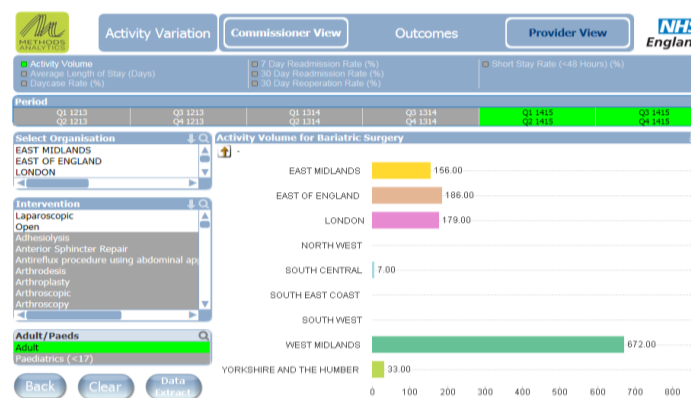 METHODS
ANALYTICS
Activity Variation
Commissioner View
Outcomes
Provider View
NHS
England
Activity Volume
Average Length of Stay (Days)
Daycase Rate (%)
7 Day Readmission Rate (%)
30 Day Readmission Rate (%)
30 Day Reoperation Rate (%)
Short Stay Rate (<48 Hours) (%)
Period
Q1 1213 Q3 1213 Q1 1314 Q3 1314 Q1 1415 Q3 1415
Q2 1213 Q4 1213 Q2 1314 Q4 1314 Q2 1415 Q4 1415
Select Organisation
EAST MIDLANDS
EAST OF ENGLAND
LONDON
Intervention
Laparoscopic
Open
Adhesiolysis
Anterior Sphincter Repair
Antireflux procedure using abdominal ap
Arthrodesis
Arthroplasty
Arthroscopic
Arthroscopy
Adult/Paeds
Adult
Paediatrics (<17)
Back
Clear
Data
Extract
Activity Volume for Bariatric Surgery
-
EAST MIDLANDS 156.00
EAST OF ENGLAND 186.00
LONDON 179.00
NORTH WEST
SOUTH CENTRAL 7.00
SOUTH EAST COAST
SOUTH WEST
WEST MIDLANDS 672.00
YORKSHIRE AND THE HUMBER 33.00
0 100 200 300 400 500 600 700 800